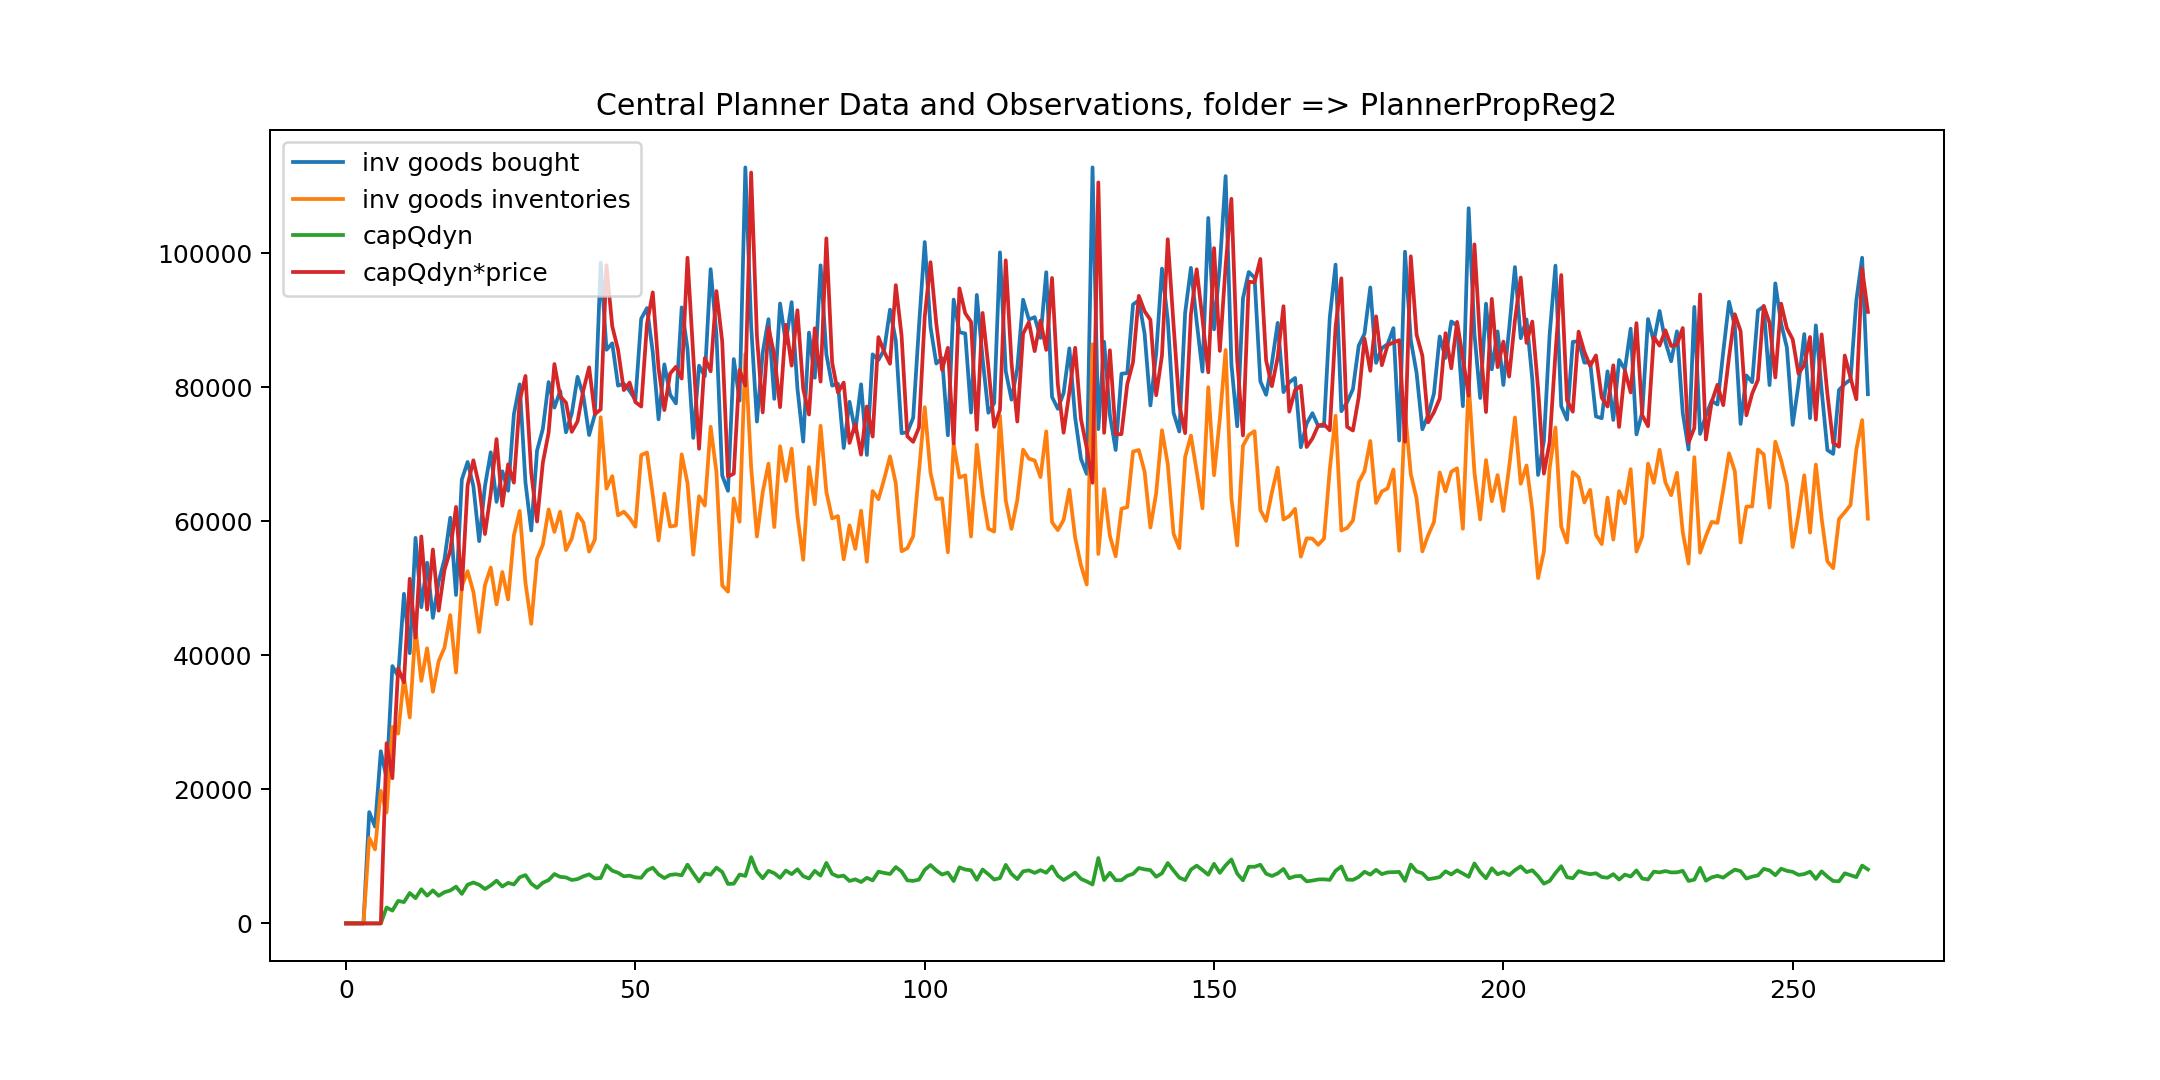 Central Planner Data and Observations, folder => PlannerPropReg2
inv goods bought
inv goods inventories
capQdyn
capQdyn*price
100000
80000
60000
40000
20000
0
0 50 100 150 200 250